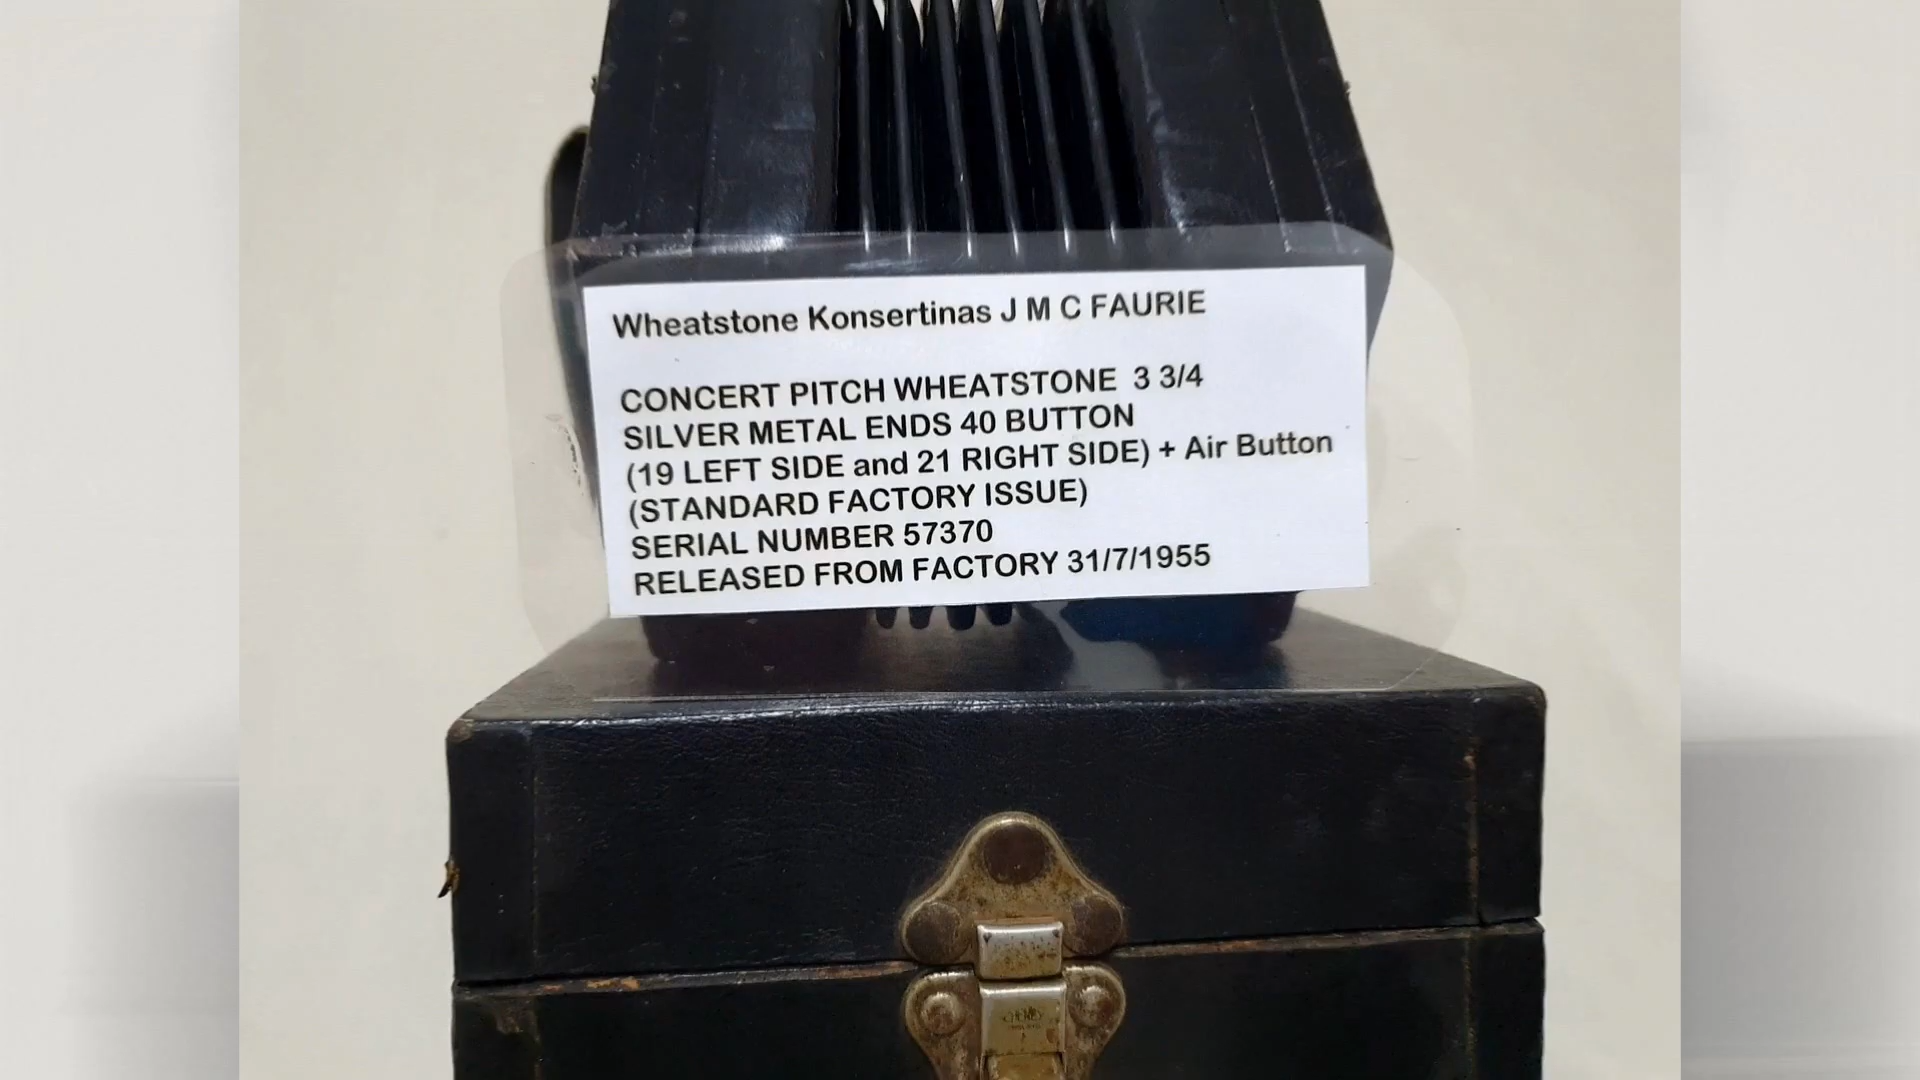 Wheatstone Konsertinas J M C FAURIE
CONCERT PITCH WHEATSTONE 3 3/4
SILVER METAL ENDS 40 BUTTON
(19 LEFT SIDE and 21 RIGHT SIDE) + Air Button
(STANDARD FACTORY ISSUE)
SERIAL NUMBER 57370
RELEASED FROM FACTORY 31/7/1955
CHENEY